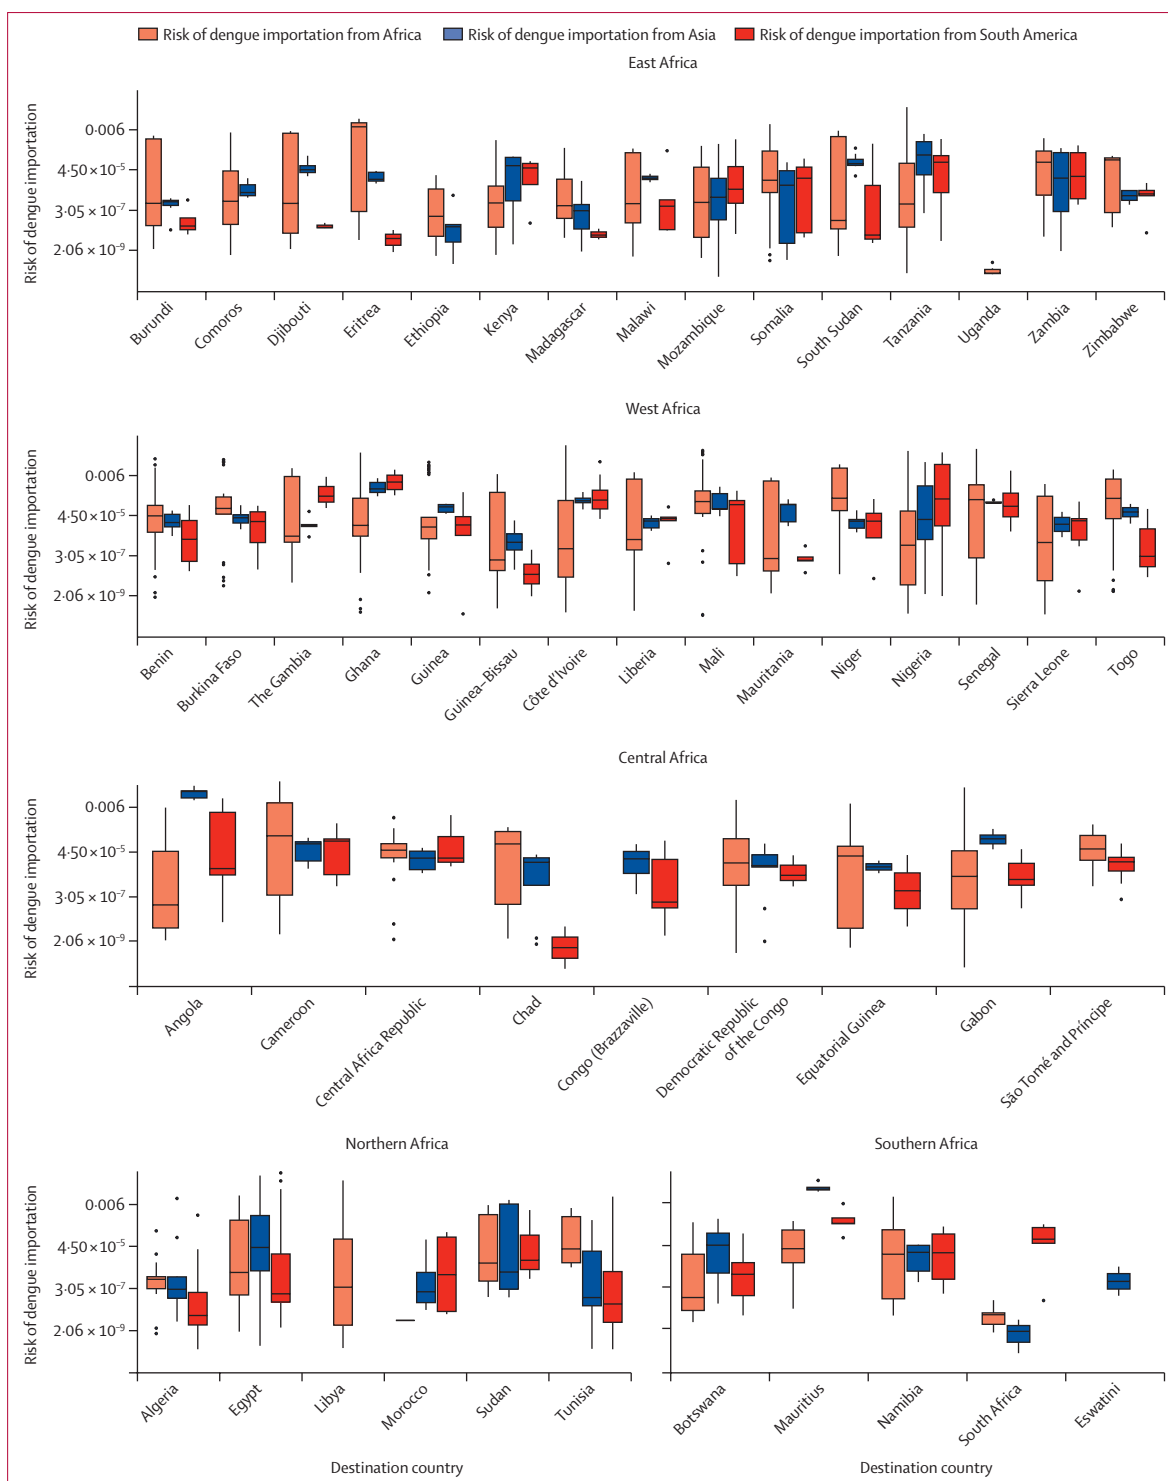 Risk of dengue importation from Africa Risk of dengue importation from Asia Risk of dengue importation from South America
East Africa
Risk of dengue importation
0·006
4·50 × 10⁻⁵
3·05 × 10⁻⁷
2·06 × 10⁻⁹
Burundi
Comoros
Djibouti
Eritrea
Ethiopia
Kenya
Madagascar
Malawi
Mozambique
Somalia
South Sudan
Tanzania
Uganda
Zambia
Zimbabwe
West Africa
Risk of dengue importation
0·006
4·50 × 10⁻⁵
3·05 × 10⁻⁷
2·06 × 10⁻⁹
Benin
Burkina Faso
The Gambia
Ghana
Guinea
Guinea–Bissau
Côte d'Ivoire
Liberia
Mali
Mauritania
Niger
Nigeria
Senegal
Sierra Leone
Togo
Central Africa
Risk of dengue importation
0·006
4·50 × 10⁻⁵
3·05 × 10⁻⁷
2·06 × 10⁻⁹
Angola
Cameroon
Central Africa Republic
Chad
Congo (Brazzaville)
Democratic Republic
of the Congo
Equatorial Guinea
Gabon
São Tomé and Príncipe
Northern Africa
Risk of dengue importation
0·006
4·50 × 10⁻⁵
3·05 × 10⁻⁷
2·06 × 10⁻⁹
Algeria
Egypt
Libya
Morocco
Sudan
Tunisia
Destination country
Southern Africa
Botswana
Mauritius
Namibia
South Africa
Eswatini
Destination country